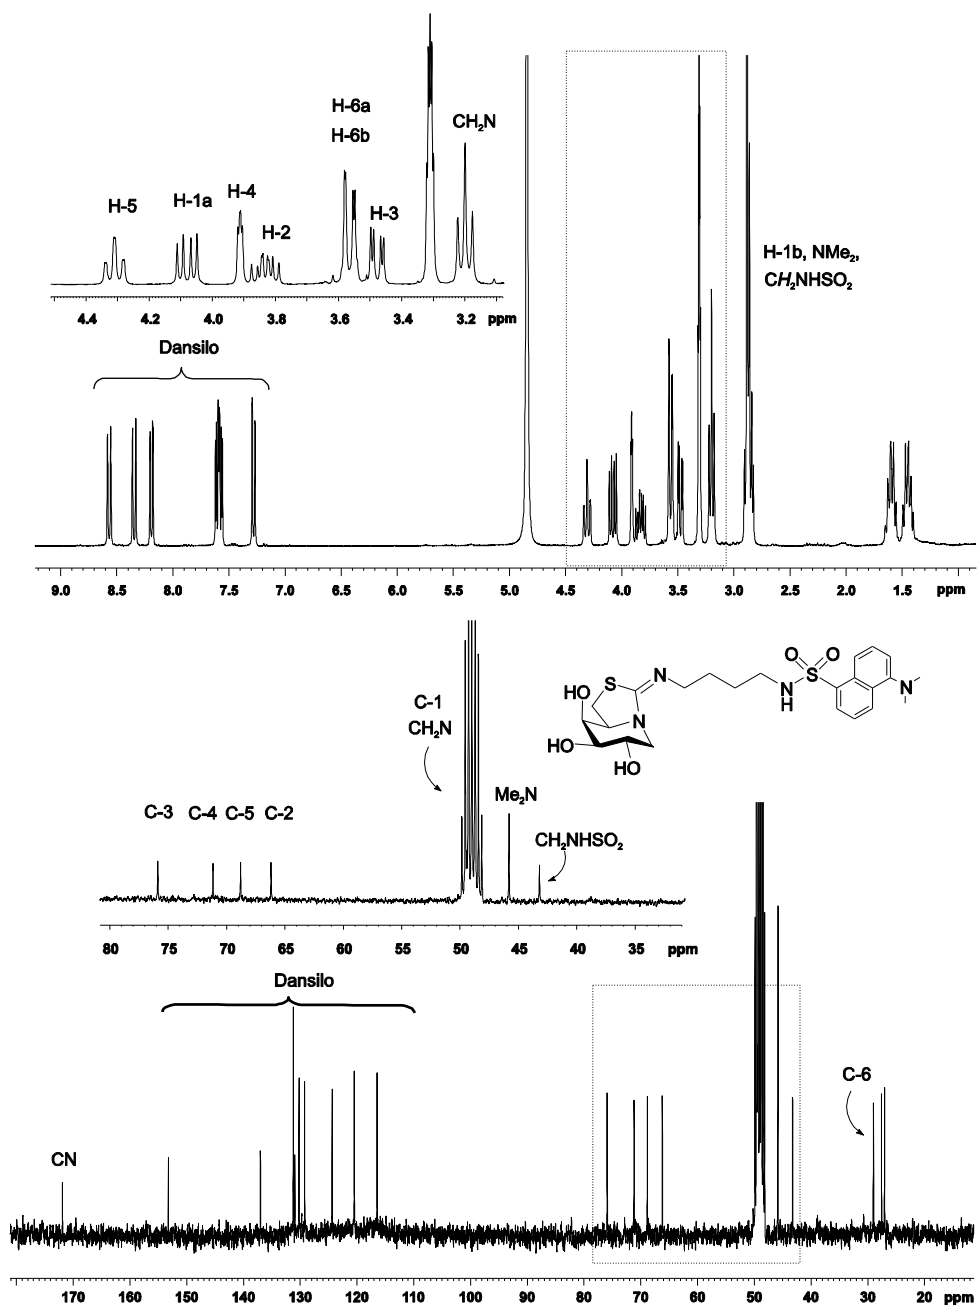 H-6a
H-6b
CH₂N
H-5
H-1a
H-4
H-2
H-3
4.4 4.2 4.0 3.8 3.6 3.4 3.2 ppm
H-1b, NMe₂,
CH₂NHSO₂
Dansilo
9.0 8.5 8.0 7.5 7.0 6.5 6.0 5.5 5.0 4.5 4.0 3.5 3.0 2.5 2.0 1.5 ppm
C-1
CH₂N
HO S N N HO HO N H S O O N
C-3 C-4 C-5 C-2
Me₂N
CH₂NHSO₂
80 75 70 65 60 55 50 45 40 35 ppm
Dansilo
C-6
CN
170 160 150 140 130 120 110 100 90 80 70 60 50 40 30 20 ppm